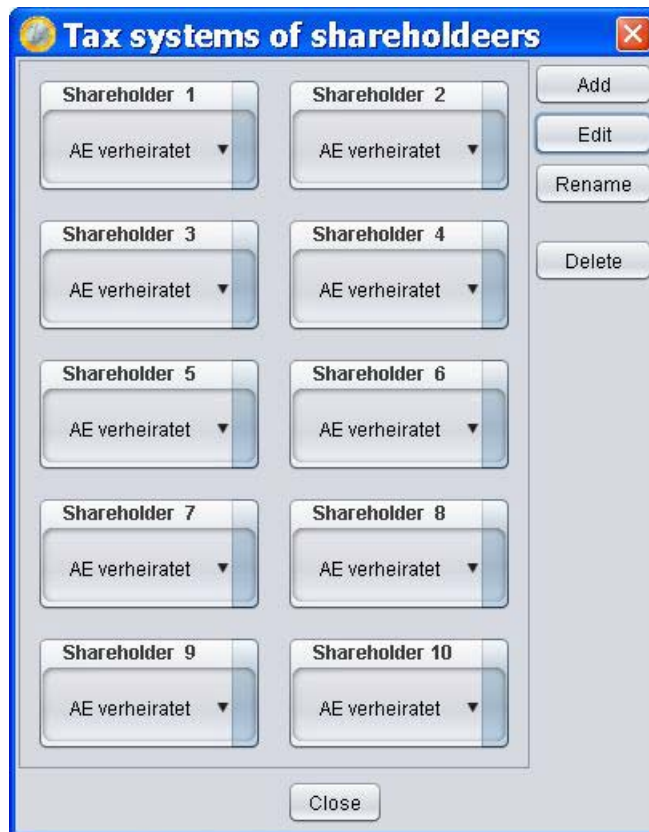 Tax systems of shareholdeers
Shareholder 1
Shareholder 2
Add
AE verheiratet
AE verheiratet
Edit
Rename
Shareholder 3
Shareholder 4
Delete
AE verheiratet
AE verheiratet
Shareholder 5
Shareholder 6
AE verheiratet
AE verheiratet
Shareholder 7
Shareholder 8
AE verheiratet
AE verheiratet
Shareholder 9
Shareholder 10
AE verheiratet
AE verheiratet
Close